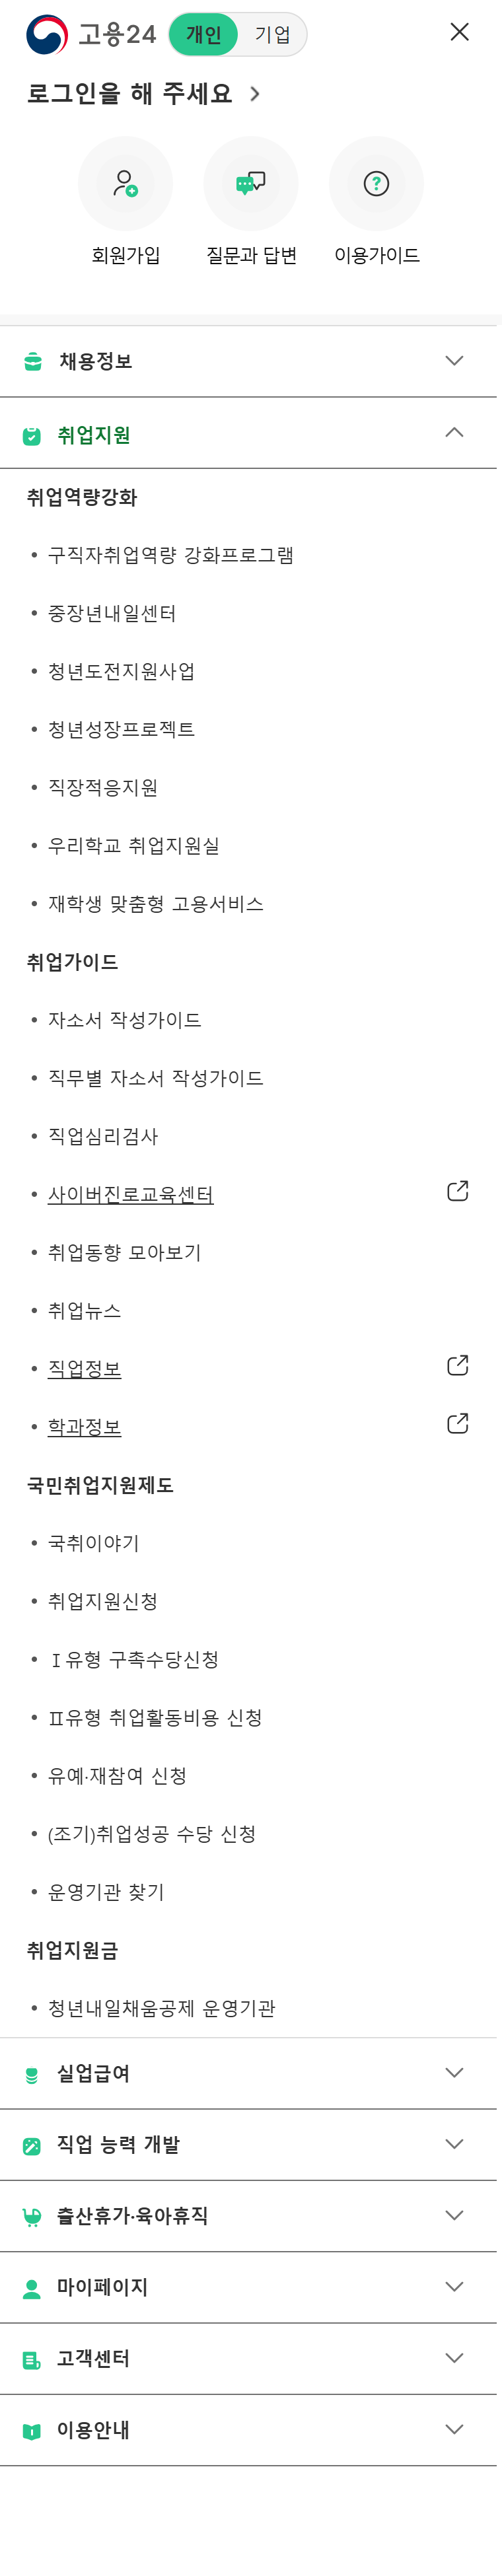 고용24
개인 기업
로그인을 해 주세요
회원가입 질문과 답변 이용가이드
채용정보
취업지원
취업역량강화
• 구직자취업역량 강화프로그램
• 중장년내일센터
• 청년도전지원사업
• 청년성장프로젝트
• 직장적응지원
• 우리학교 취업지원실
• 재학생 맞춤형 고용서비스
취업가이드
• 자소서 작성가이드
• 직무별 자소서 작성가이드
• 직업심리검사
• 사이버진로교육센터
• 취업동향 모아보기
• 취업뉴스
• 직업정보
• 학과정보
국민취업지원제도
• 국취이야기
• 취업지원신청
• Ⅰ유형 구촉수당신청
• Ⅱ유형 취업활동비용 신청
• 유예·재참여 신청
• (조기)취업성공 수당 신청
• 운영기관 찾기
취업지원금
• 청년내일채움공제 운영기관
실업급여
직업 능력 개발
출산휴가·육아휴직
마이페이지
고객센터
이용안내